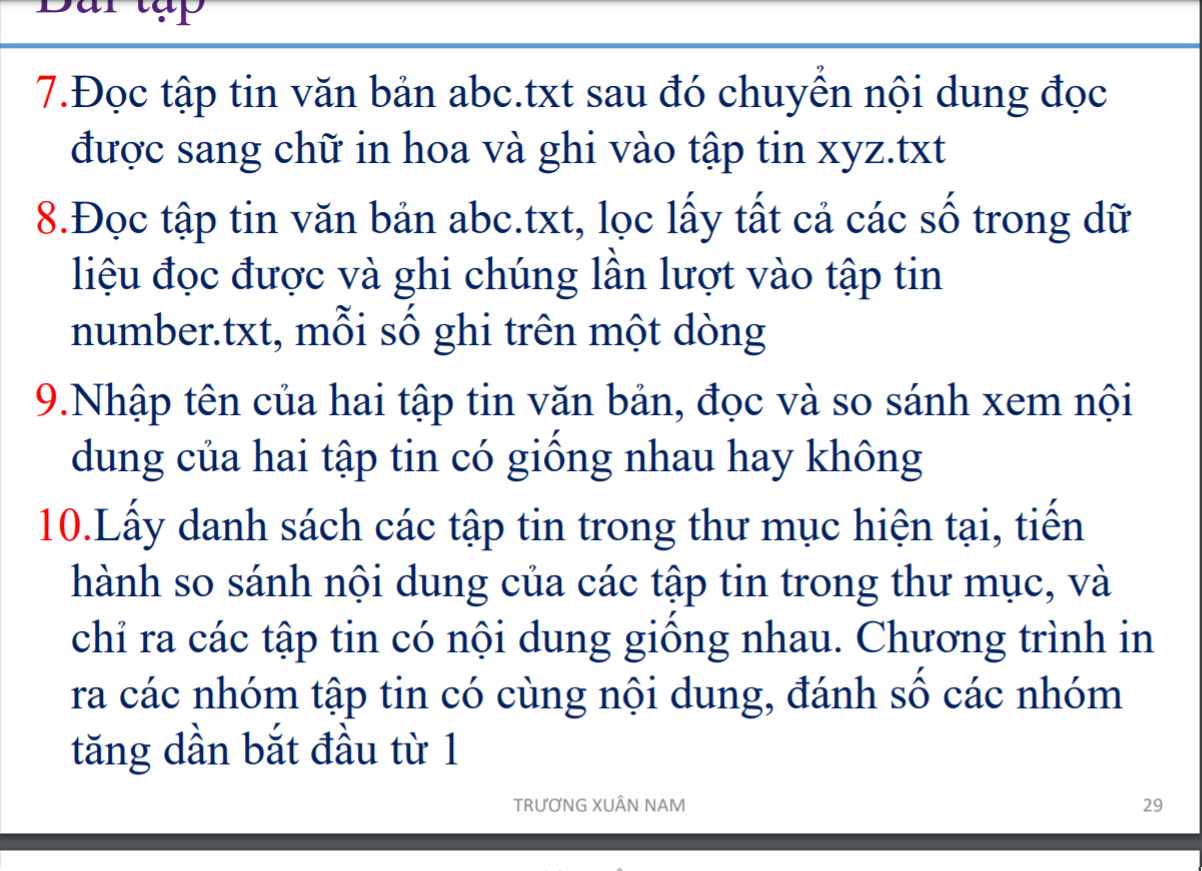 Bài tập
7.Đọc tập tin văn bản abc.txt sau đó chuyển nội dung đọc
được sang chữ in hoa và ghi vào tập tin xyz.txt
8.Đọc tập tin văn bản abc.txt, lọc lấy tất cả các số trong dữ
liệu đọc được và ghi chúng lần lượt vào tập tin
number.txt, mỗi số ghi trên một dòng
9.Nhập tên của hai tập tin văn bản, đọc và so sánh xem nội
dung của hai tập tin có giống nhau hay không
10.Lấy danh sách các tập tin trong thư mục hiện tại, tiến
hành so sánh nội dung của các tập tin trong thư mục, và
chỉ ra các tập tin có nội dung giống nhau. Chương trình in
ra các nhóm tập tin có cùng nội dung, đánh số các nhóm
tăng dần bắt đầu từ 1
TRƯƠNG XUÂN NAM
29